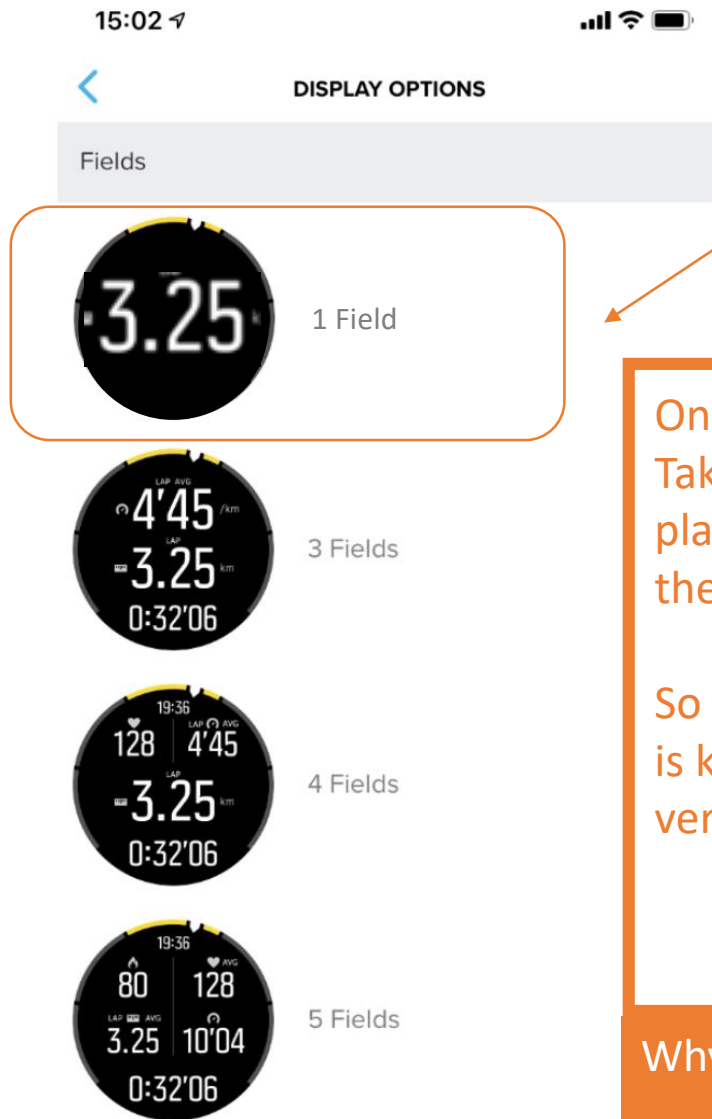 15:02
DISPLAY OPTIONS
Fields
3.25
1 Field
LAP AVG
4'45 /km
LAP
3.25 km
0:32'06
3 Fields
19:36
LAP AVG
128 4'45
LAP
3.25 km
0:32'06
4 Fields
19:36
AVG
80 128
LAP AVG
3.25 10'04
0:32'06
5 Fields
On
Tak
pla
the
So
is k
ver
Why